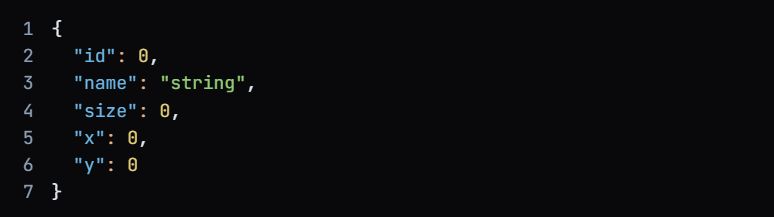 1 {
2   "id": 0,
3   "name": "string",
4   "size": 0,
5   "x": 0,
6   "y": 0
7 }